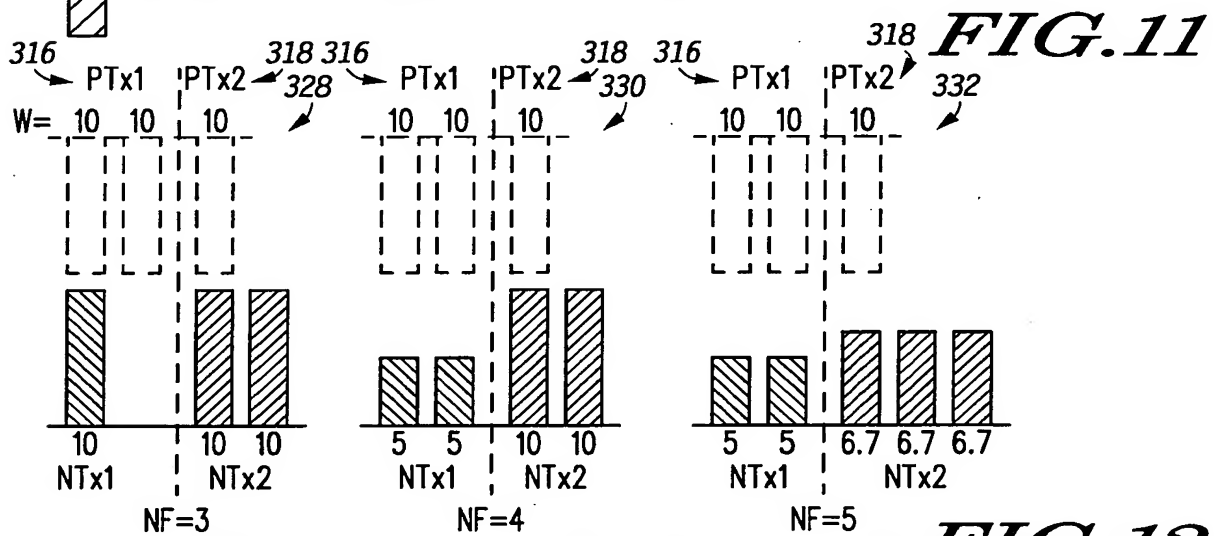 FIG.11
316 PTx1 PTx2 318 328
W= 10 10 10
10 10 10
NTx1 NTx2
NF=3
316 PTx1 PTx2 318 330
10 10 10
5 5 10 10
NTx1 NTx2
NF=4
316 PTx1 PTx2 318 332
10 10 10
5 5 6.7 6.7 6.7
NTx1 NTx2
NF=5